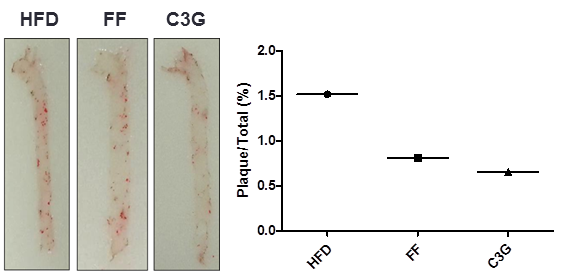 HFD FF C3G
Plaque/Total (%)
2.0
1.5
1.0
0.5
0.0
HFD FF C3G